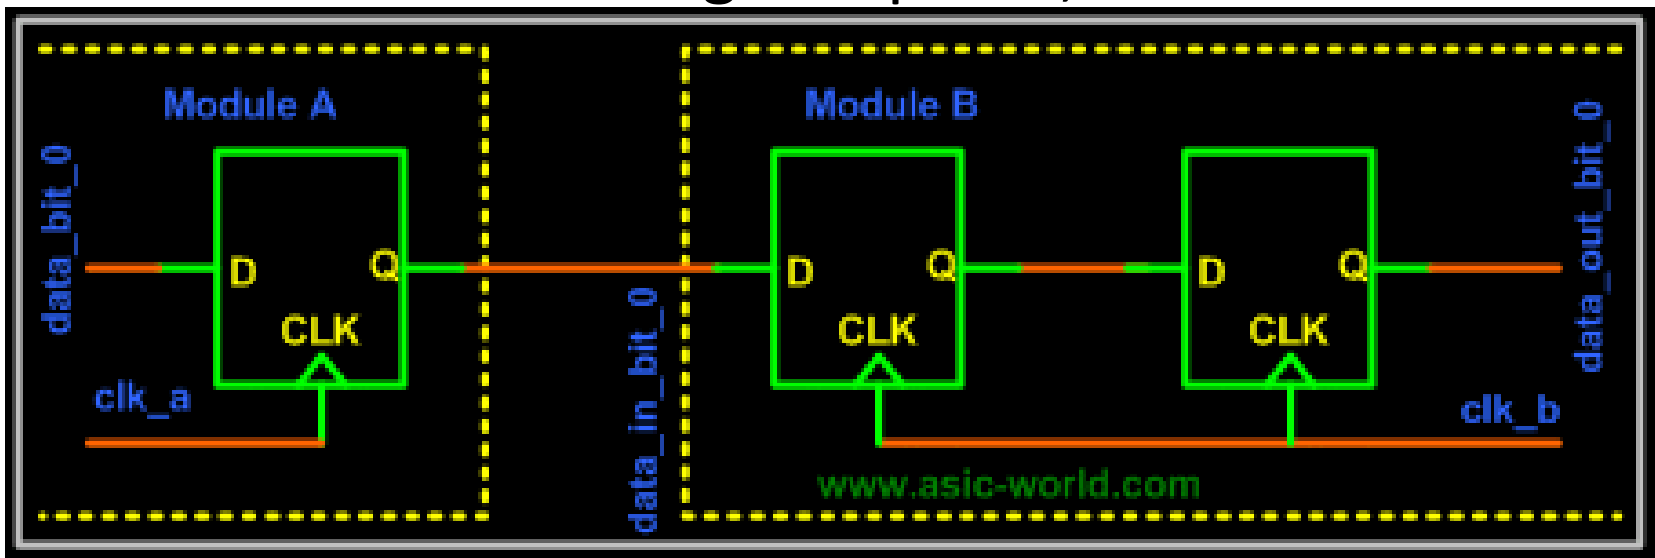 Module A
Module B
data_bit_0
data_out_bit_0
D
Q
D
Q
D
Q
CLK
CLK
CLK
data_in_bit_0
clk_a
clk_b
www.asic-world.com